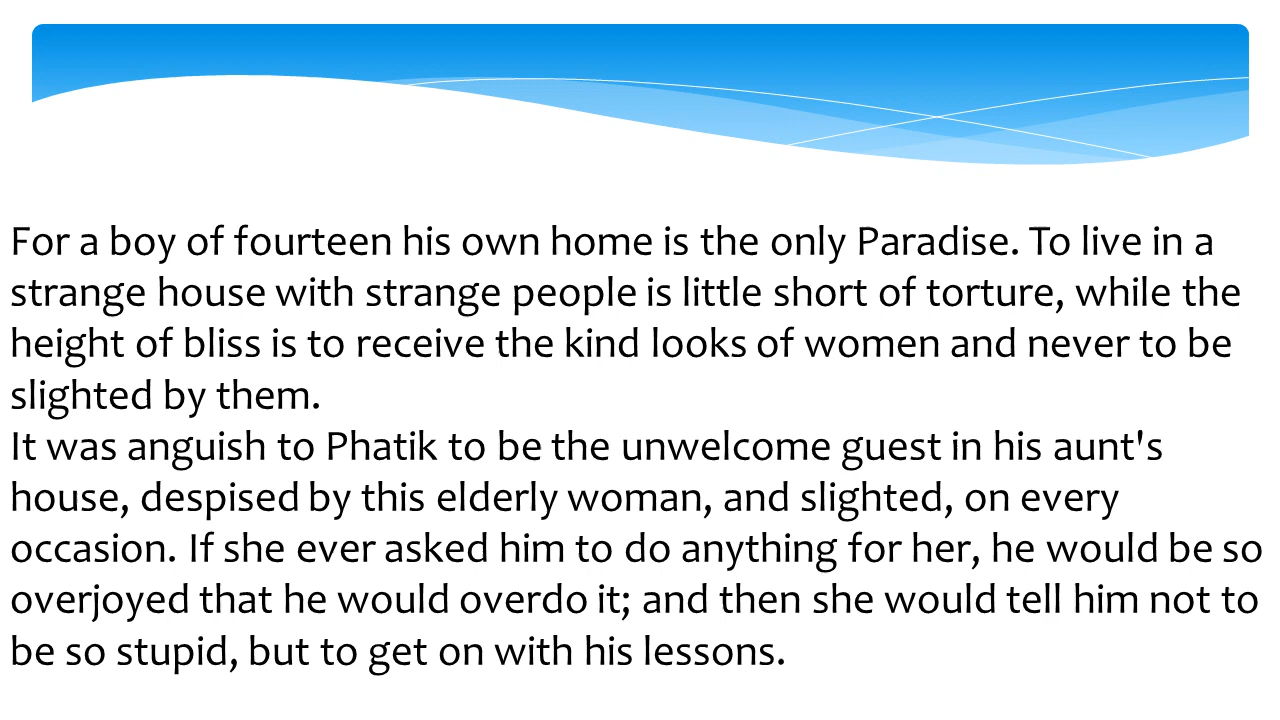 For a boy of fourteen his own home is the only Paradise. To live in a
strange house with strange people is little short of torture, while the
height of bliss is to receive the kind looks of women and never to be
slighted by them.
It was anguish to Phatik to be the unwelcome guest in his aunt's
house, despised by this elderly woman, and slighted, on every
occasion. If she ever asked him to do anything for her, he would be so
overjoyed that he would overdo it; and then she would tell him not to
be so stupid, but to get on with his lessons.